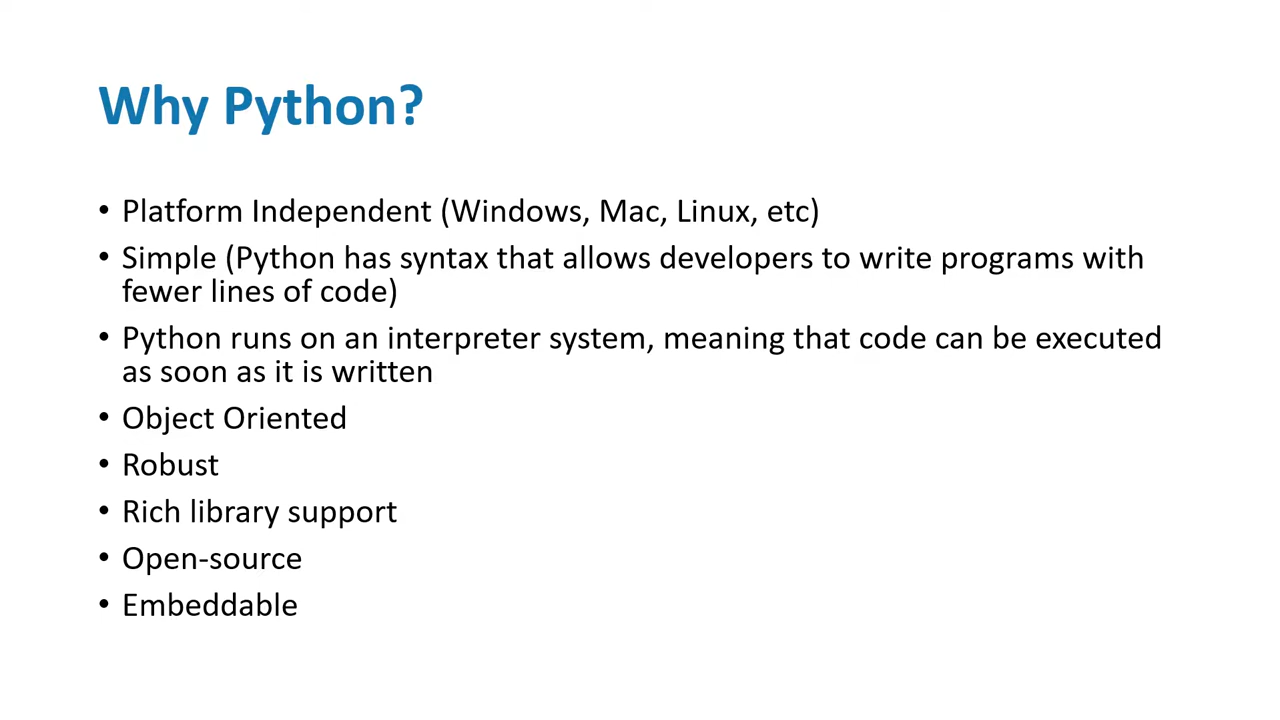 Why Python?
• Platform Independent (Windows, Mac, Linux, etc)
• Simple (Python has syntax that allows developers to write programs with
fewer lines of code)
• Python runs on an interpreter system, meaning that code can be executed
as soon as it is written
• Object Oriented
• Robust
• Rich library support
• Open-source
• Embeddable